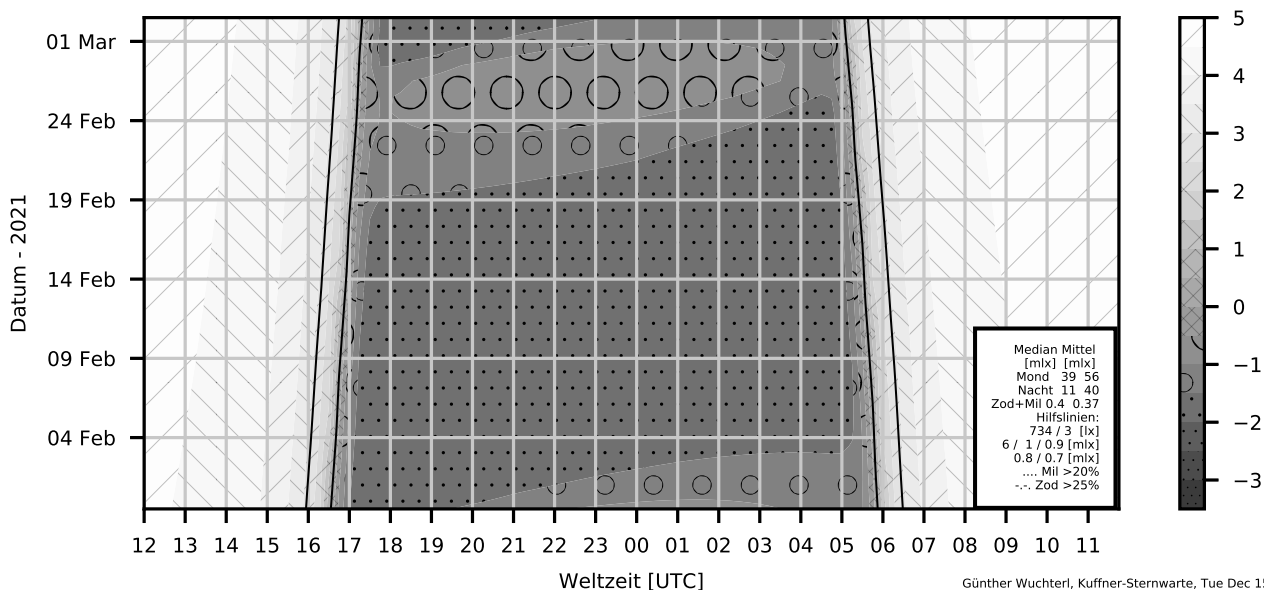 01 Mar
24 Feb
19 Feb
14 Feb
09 Feb
04 Feb
Datum - 2021
12 13 14 15 16 17 18 19 20 21 22 23 00 01 02 03 04 05 06 07 08 09 10 11
Weltzeit [UTC]
Median Mittel
[mlx] [mlx]
Mond 39 56
Nacht 11 40
Zod+Mil 0.4 0.37
Hilfslinien:
734 / 3 [lx]
6 / 1 / 0.9 [mlx]
0.8 / 0.7 [mlx]
.... Mil >20%
-.-. Zod >25%
5
4
3
2
1
0
−1
−2
−3
Günther Wuchterl, Kuffner-Sternwarte, Tue Dec 15